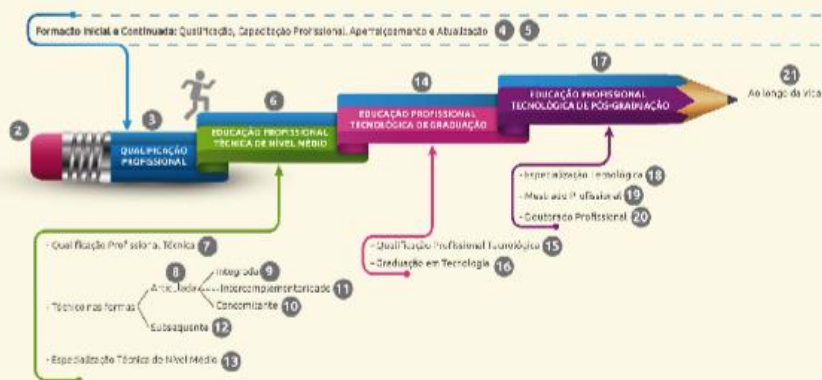 Formação Inicial e Continuada: Qualificação, Capacitação Profissional, Aperfeiçoamento e Atualização 4 5
2
3
QUALIFICAÇÃO
PROFISSIONAL
6
EDUCAÇÃO PROFISSIONAL
TÉCNICA DE NÍVEL MÉDIO
14
EDUCAÇÃO PROFISSIONAL
TECNOLÓGICA DE GRADUAÇÃO
17
EDUCAÇÃO PROFISSIONAL
TECNOLÓGICA DE PÓS-GRADUAÇÃO
21
Ao longo da vida
- Especialização Tecnológica 18
- Mestrado Profissional 19
- Doutorado Profissional 20
- Qualificação Profissional Tecnológica 15
- Graduação em Tecnologia 16
- Qualificação Profissional Técnica 7
- Técnico nas formas
8
Articulada
Integrada 9
Intercomplementaridade 11
Concomitante 10
Subsequente 12
- Especialização Técnica de Nível Médio 13